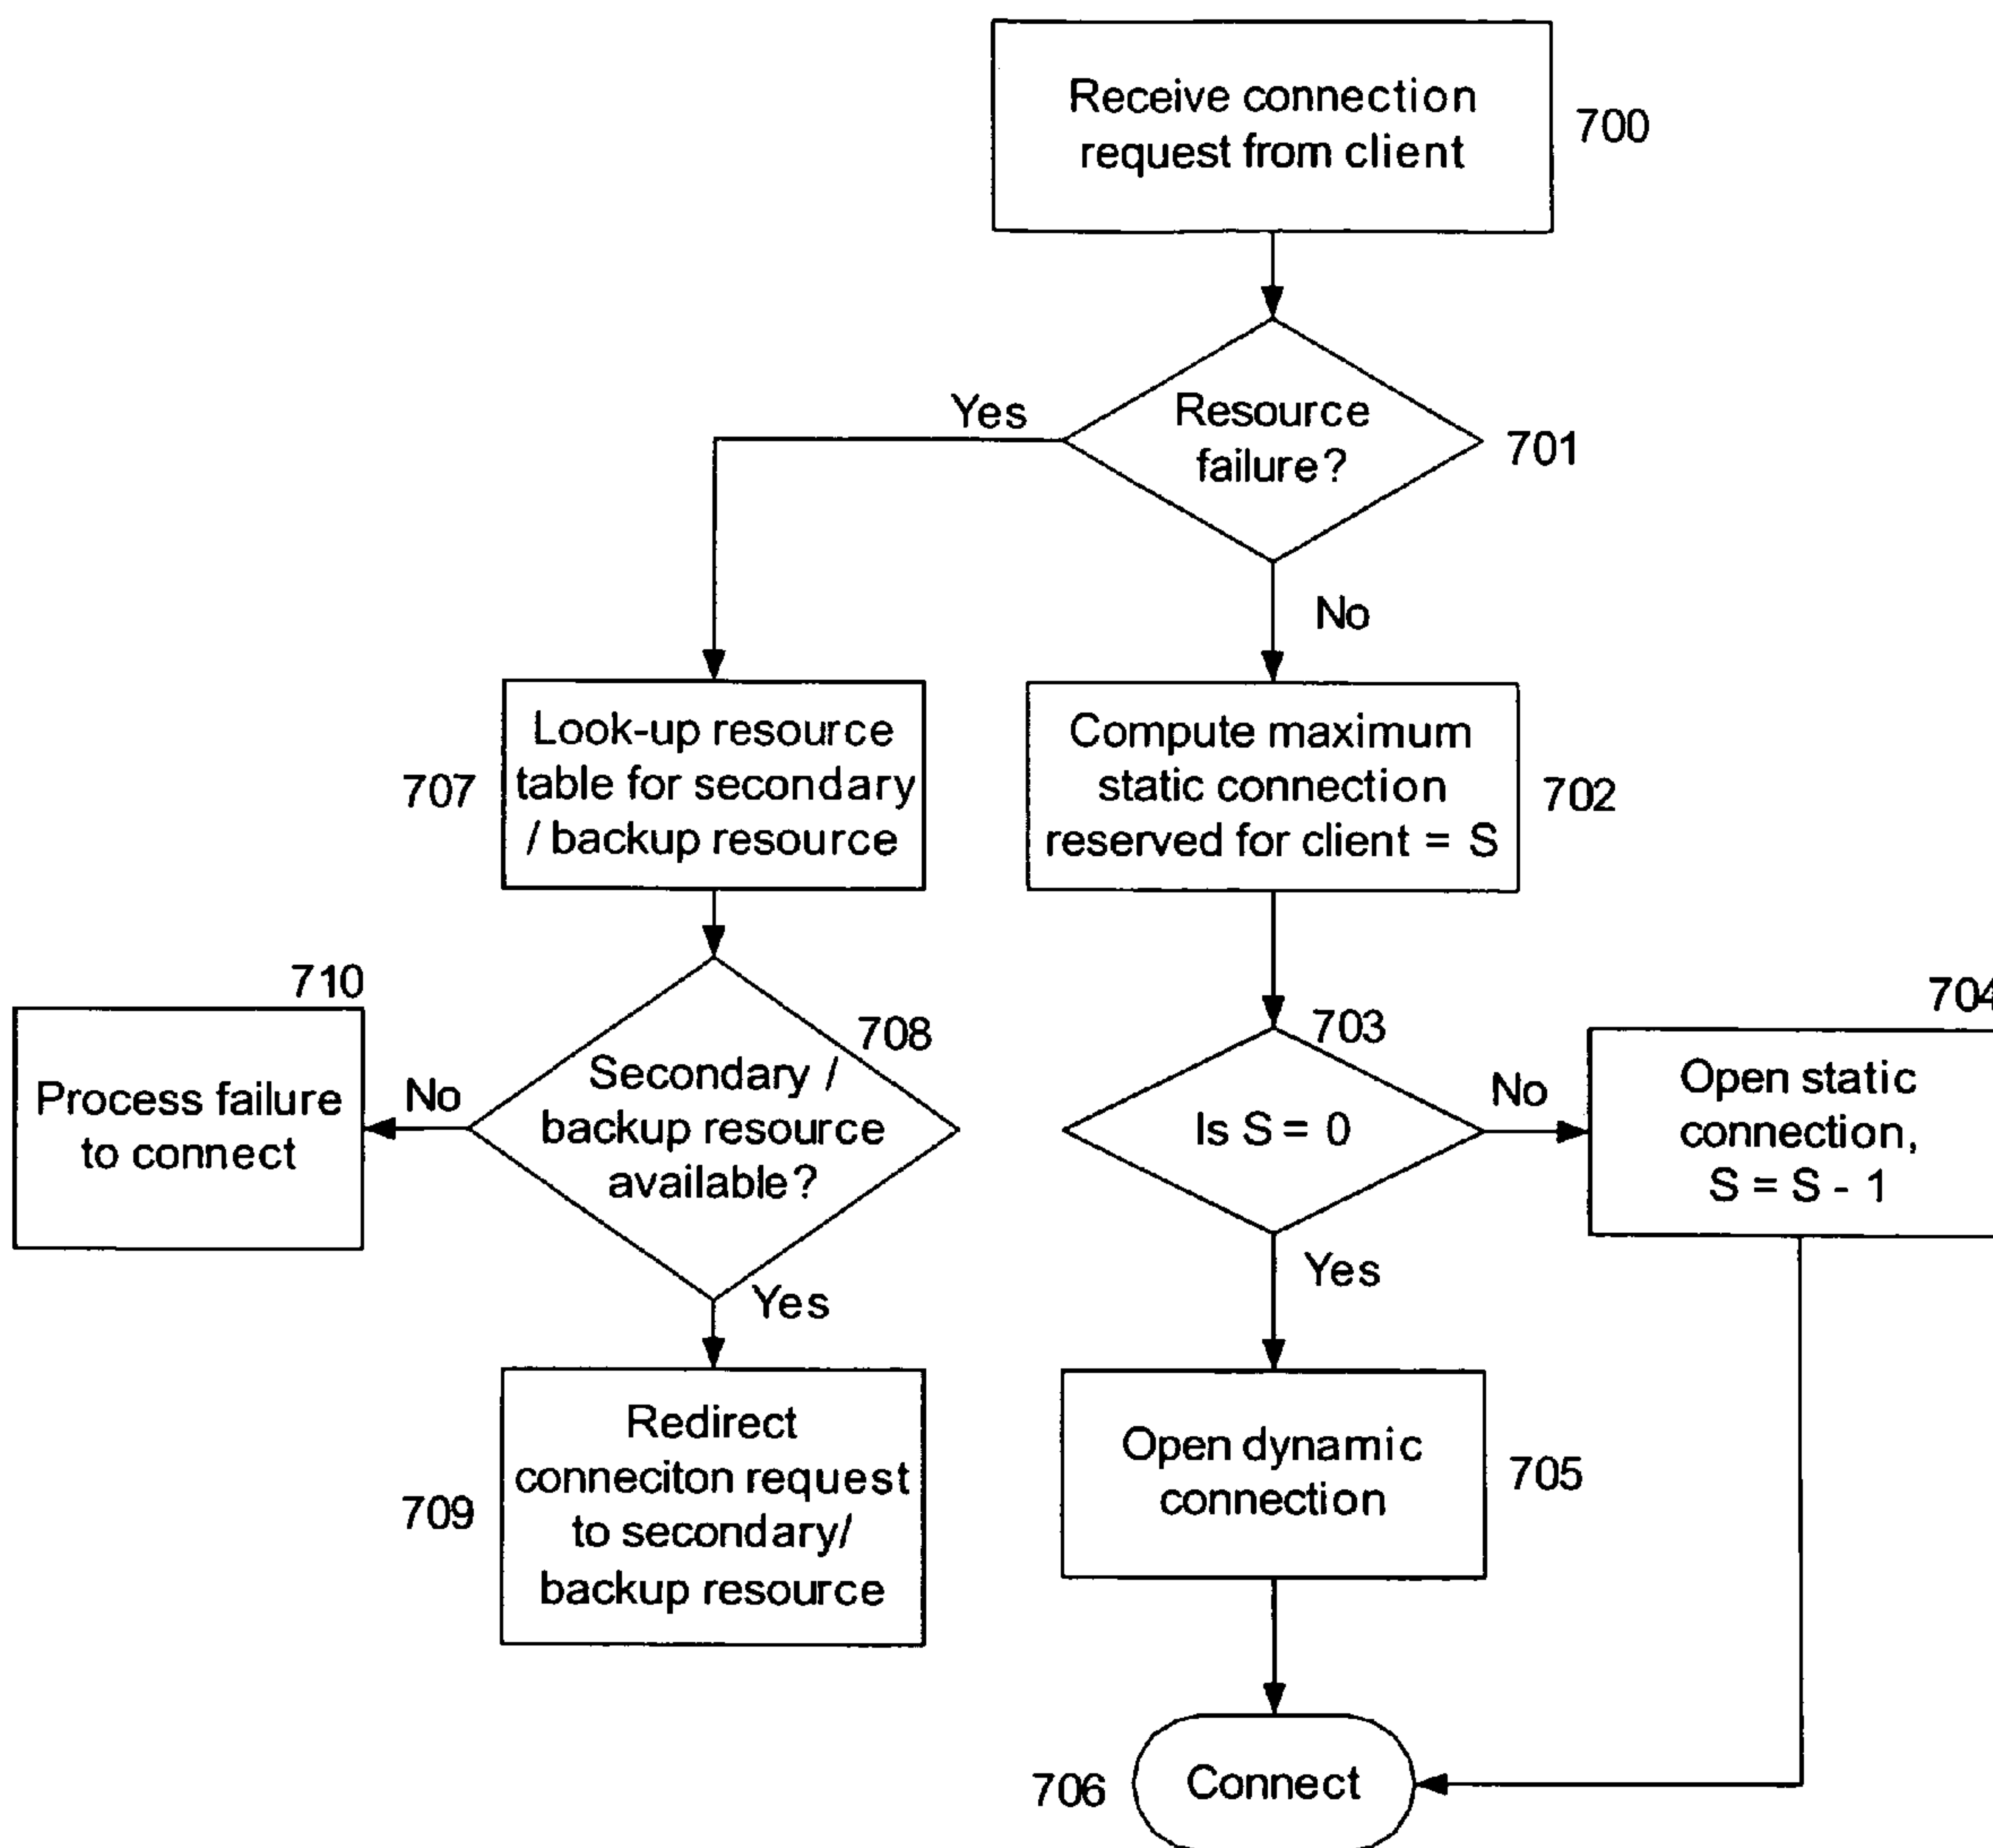 Receive connection
request from client
700
Resource
failure?
701
Yes
No
Look-up resource
table for secondary
/ backup resource
707
Compute maximum
static connection
reserved for client = S
702
710
Process failure
to connect
No
708
Secondary /
backup resource
available?
Yes
703
Is S = 0
No
Yes
704
Open static
connection,
S = S - 1
Redirect
conneciton request
to secondary/
backup resource
709
Open dynamic
connection
705
706
Connect